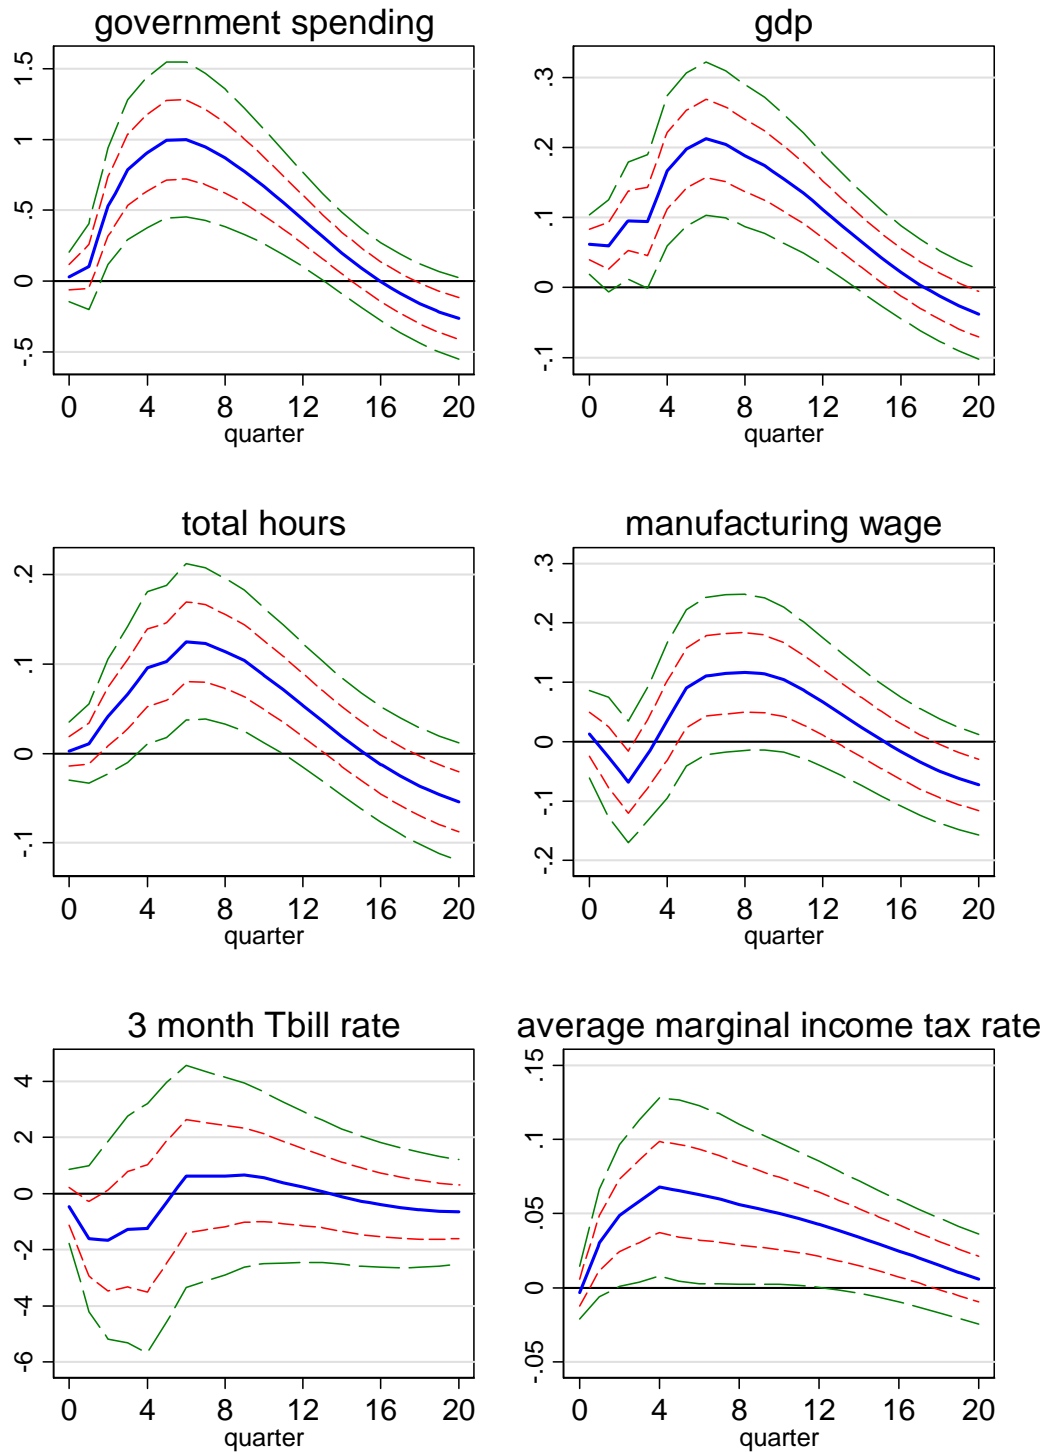 government spending
1.5
1
.5
0
-.5
0 4 8 12 16 20
quarter
gdp
.3
.2
.1
0
-.1
0 4 8 12 16 20
quarter
total hours
.2
.1
0
-.1
0 4 8 12 16 20
quarter
manufacturing wage
.3
.2
.1
0
-.1
-.2
0 4 8 12 16 20
quarter
3 month Tbill rate
4
2
0
-2
-4
-6
0 4 8 12 16 20
quarter
average marginal income tax rate
.15
.1
.05
0
-.05
0 4 8 12 16 20
quarter